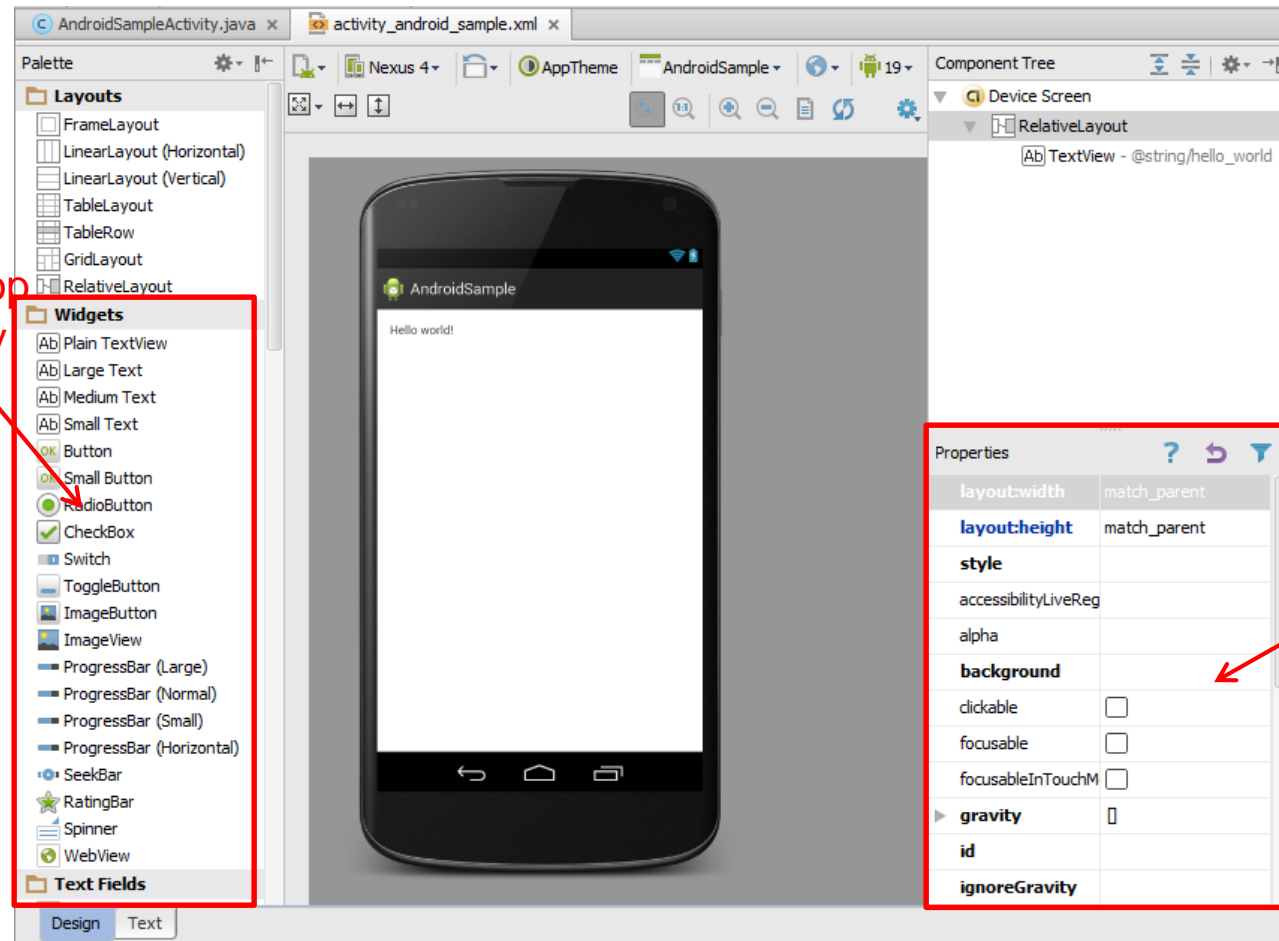 AndroidSampleActivity.java
activity_android_sample.xml
Palette
Nexus 4
AppTheme
AndroidSample
19
Component Tree
Layouts
FrameLayout
LinearLayout (Horizontal)
LinearLayout (Vertical)
TableLayout
TableRow
GridLayout
RelativeLayout
Widgets
Plain TextView
Large Text
Medium Text
Small Text
Button
Small Button
RadioButton
CheckBox
Switch
ToggleButton
ImageButton
ImageView
ProgressBar (Large)
ProgressBar (Normal)
ProgressBar (Small)
ProgressBar (Horizontal)
SeekBar
RatingBar
Spinner
WebView
Text Fields
Design Text
AndroidSample
Hello world!
Device Screen
RelativeLayout
Ab TextView - @string/hello_world
Properties
layout:width match_parent
layout:height match_parent
style
accessibilityLiveReg
alpha
background
clickable
focusable
focusableInTouchM
gravity []
id
ignoreGravity